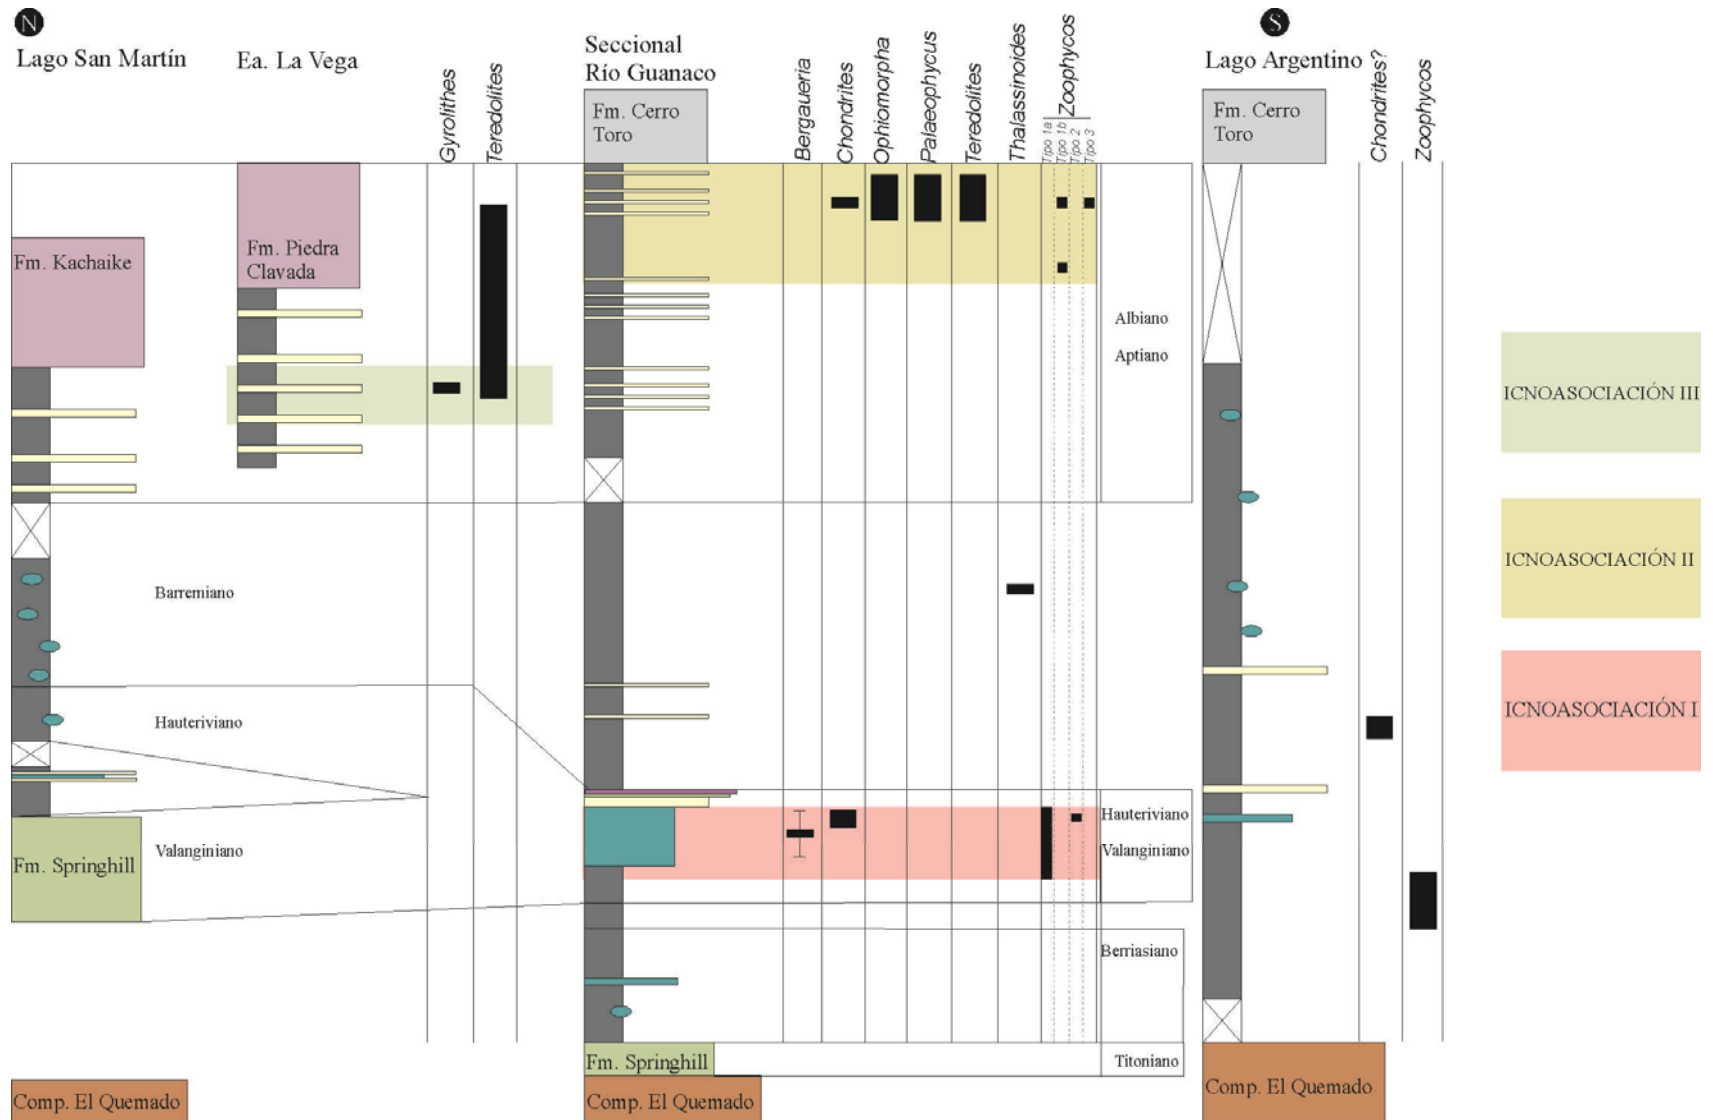 N
Lago San Martín
Ea. La Vega
Gyrolithes
Teredolites
Seccional
Río Guanaco
Bergaueria
Chondrites
Ophiomorpha
Palaeophycus
Teredolites
Thalassinoides
Zoophycos
Tipo 1a
Tipo 1b
Tipo 2
Tipo 3
S
Lago Argentino
Chondrites?
Zoophycos
Fm. Cerro
Toro
Fm. Cerro
Toro
Fm. Kachaike
Fm. Piedra
Clavada
Albiano
Aptiano
ICNOASOCIACIÓN III
ICNOASOCIACIÓN II
ICNOASOCIACIÓN I
Barremiano
Hauteriviano
Valanginiano
Fm. Springhill
Hauteriviano
Valanginiano
Berriasiano
Fm. Springhill
Titoniano
Comp. El Quemado
Comp. El Quemado
Comp. El Quemado